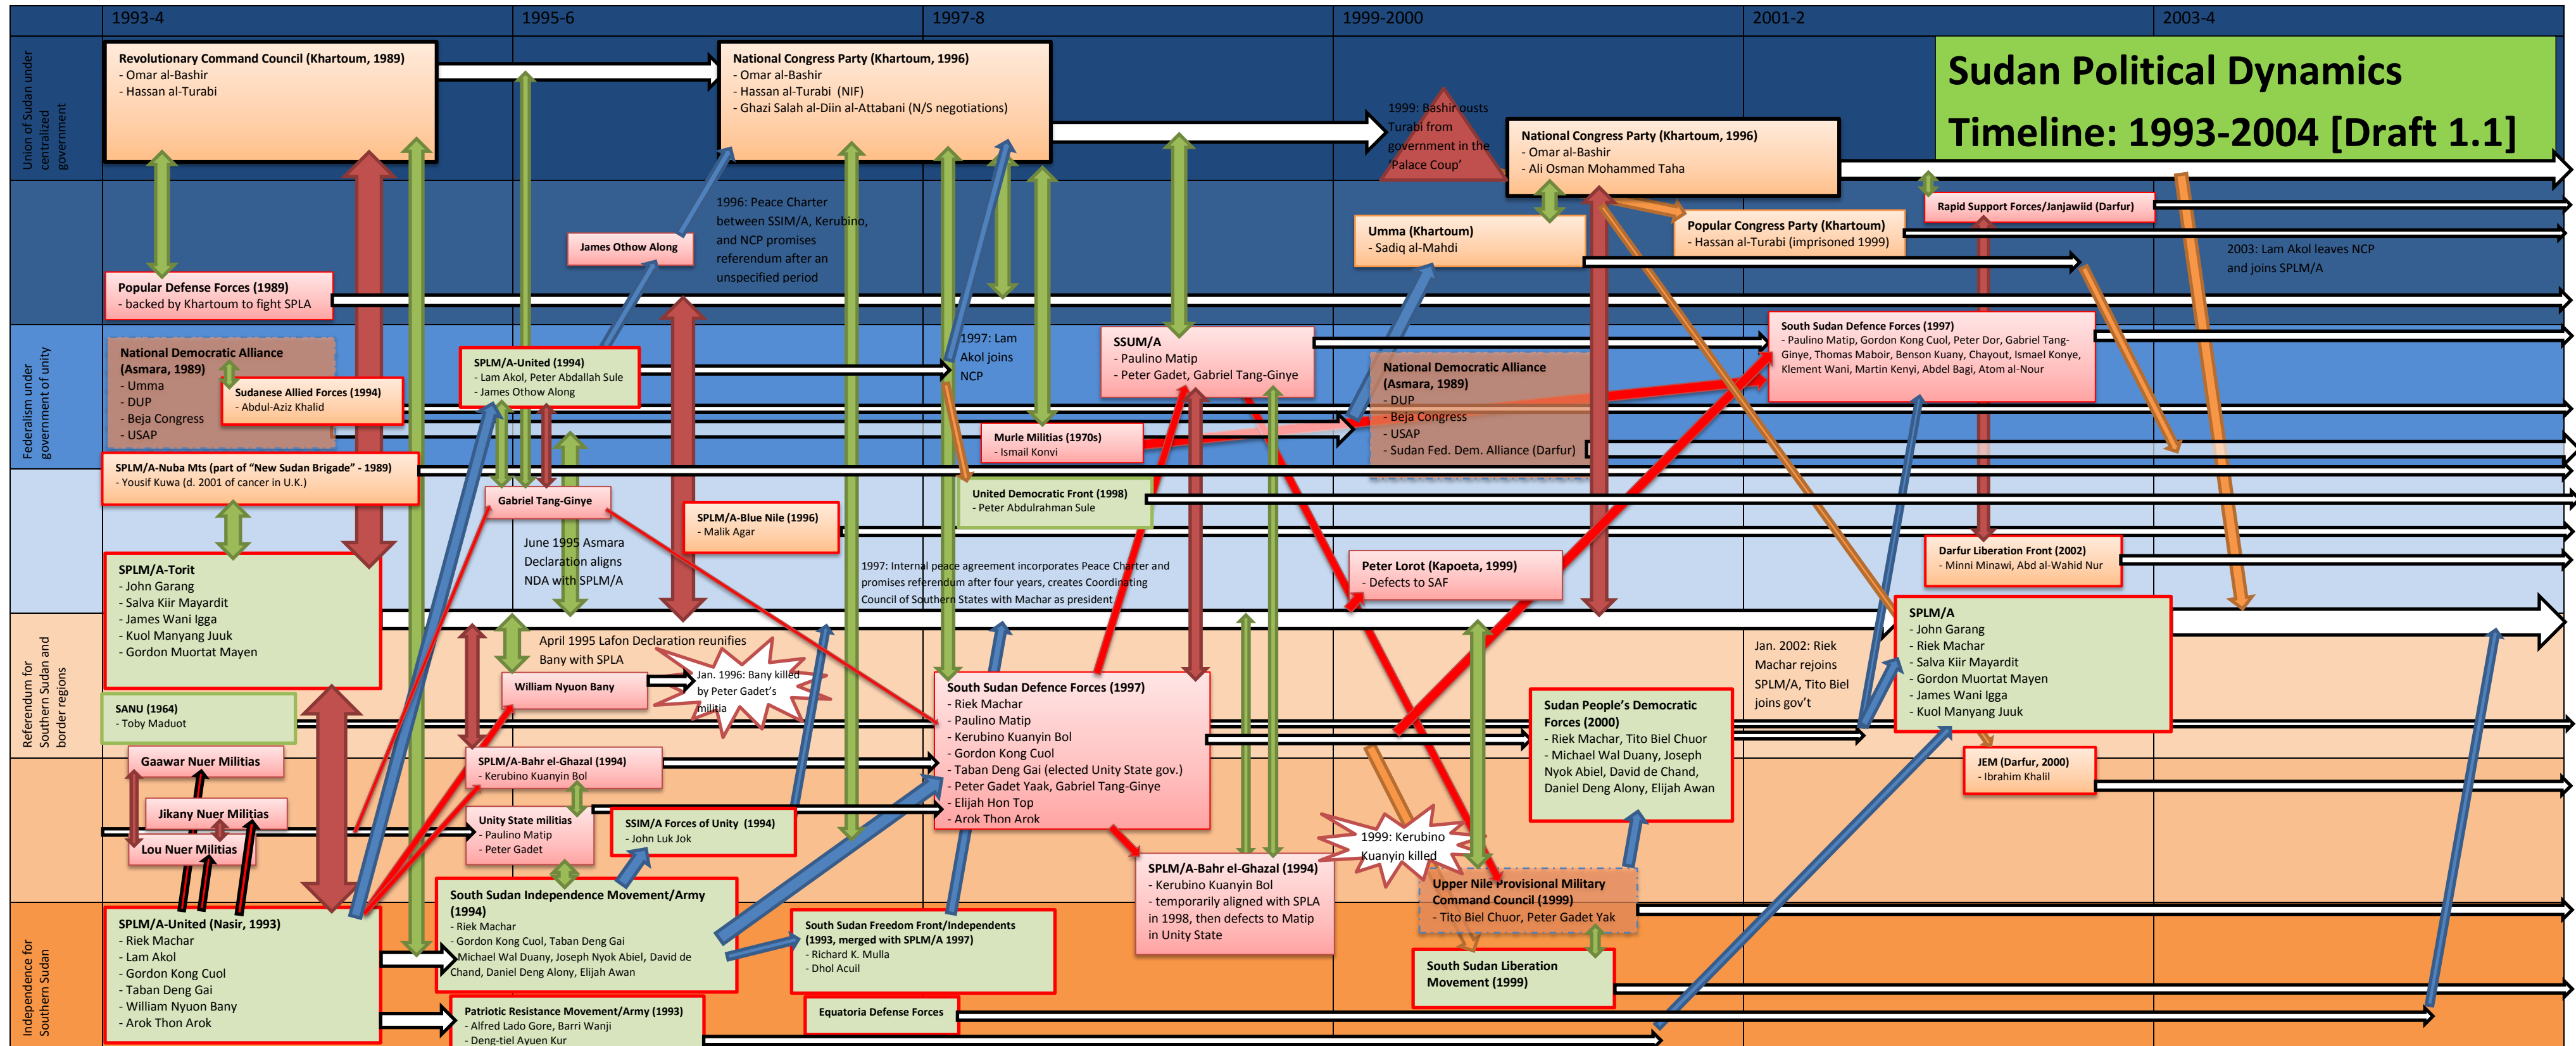 1993-4
1995-6
1997-8
1999-2000
2001-2
2003-4
Sudan Political Dynamics
Timeline: 1993-2004 [Draft 1.1]
Union of Sudan under
centralized
government
Federalism under
government of unity
Referendum for
Southern Sudan and
border regions
Independence for
Southern Sudan
Revolutionary Command Council (Khartoum, 1989)
- Omar al-Bashir
- Hassan al-Turabi
National Congress Party (Khartoum, 1996)
- Omar al-Bashir
- Hassan al-Turabi (NIF)
- Ghazi Salah al-Diin al-Attabani (N/S negotiations)
1999: Bashir ousts
Turabi from
government in the
'Palace Coup'
National Congress Party (Khartoum, 1996)
- Omar al-Bashir
- Ali Osman Mohammed Taha
Rapid Support Forces/Janjawiid (Darfur)
Umma (Khartoum)
- Sadiq al-Mahdi
Popular Congress Party (Khartoum)
- Hassan al-Turabi (imprisoned 1999)
2003: Lam Akol leaves NCP
and joins SPLM/A
James Othow Along
1996: Peace Charter
between SSIM/A, Kerubino,
and NCP promises
referendum after an
unspecified period
Popular Defense Forces (1989)
- backed by Khartoum to fight SPLA
National Democratic Alliance
(Asmara, 1989)
- Umma
- DUP
- Beja Congress
- USAP
Sudanese Allied Forces (1994)
- Abdul-Aziz Khalid
SPLM/A-United (1994)
- Lam Akol, Peter Abdallah Sule
- James Othow Along
1997: Lam
Akol joins
NCP
SSUM/A
- Paulino Matip
- Peter Gadet, Gabriel Tang-Ginye
National Democratic Alliance
(Asmara, 1989)
- DUP
- Beja Congress
- USAP
- Sudan Fed. Dem. Alliance (Darfur)
South Sudan Defence Forces (1997)
- Paulino Matip, Gordon Kong Cuol, Peter Dor, Gabriel Tang-
Ginye, Thomas Maboir, Benson Kuany, Chayout, Ismael Konye,
Klement Wani, Martin Kenyi, Abdel Bagi, Atom al-Nour
Murle Militias (1970s)
- Ismail Konvi
SPLM/A-Nuba Mts (part of "New Sudan Brigade" - 1989)
- Yousif Kuwa (d. 2001 of cancer in U.K.)
Gabriel Tang-Ginye
SPLM/A-Blue Nile (1996)
- Malik Agar
United Democratic Front (1998)
- Peter Abdulrahman Sule
June 1995 Asmara
Declaration aligns
NDA with SPLM/A
1997: Internal peace agreement incorporates Peace Charter and
promises referendum after four years, creates Coordinating
Council of Southern States with Machar as president
Peter Lorot (Kapoeta, 1999)
- Defects to SAF
Darfur Liberation Front (2002)
- Minni Minawi, Abd al-Wahid Nur
SPLM/A-Torit
- John Garang
- Salva Kiir Mayardit
- James Wani Igga
- Kuol Manyang Juuk
- Gordon Muortat Mayen
April 1995 Lafon Declaration reunifies
Bany with SPLA
William Nyuon Bany
Jan. 1996: Bany killed
by Peter Gadet's
militia
SPLM/A
- John Garang
- Riek Machar
- Salva Kiir Mayardit
- Gordon Muortat Mayen
- James Wani Igga
- Kuol Manyang Juuk
Jan. 2002: Riek
Machar rejoins
SPLM/A, Tito Biel
joins gov't
SANU (1964)
- Toby Maduot
South Sudan Defence Forces (1997)
- Riek Machar
- Paulino Matip
- Kerubino Kuanyin Bol
- Gordon Kong Cuol
- Taban Deng Gai (elected Unity State gov.)
- Peter Gadet Yaak, Gabriel Tang-Ginye
- Elijah Hon Top
- Arok Thon Arok
Sudan People's Democratic
Forces (2000)
- Riek Machar, Tito Biel Chuor
- Michael Wal Duany, Joseph
Nyok Abiel, David de Chand,
Daniel Deng Alony, Elijah Awan
JEM (Darfur, 2000)
- Ibrahim Khalil
Gaawar Nuer Militias
Jikany Nuer Militias
Lou Nuer Militias
SPLM/A-Bahr el-Ghazal (1994)
- Kerubino Kuanyin Bol
Unity State militias
- Paulino Matip
- Peter Gadet
SSIM/A Forces of Unity (1994)
- John Luk Jok
1999: Kerubino
Kuanyin killed
SPLM/A-Bahr el-Ghazal (1994)
- Kerubino Kuanyin Bol
- temporarily aligned with SPLA
in 1998, then defects to Matip
in Unity State
Upper Nile Provisional Military
Command Council (1999)
- Tito Biel Chuor, Peter Gadet Yak
South Sudan Liberation
Movement (1999)
SPLM/A-United (Nasir, 1993)
- Riek Machar
- Lam Akol
- Gordon Kong Cuol
- Taban Deng Gai
- William Nyuon Bany
- Arok Thon Arok
South Sudan Independence Movement/Army
(1994)
- Riek Machar
- Gordon Kong Cuol, Taban Deng Gai
- Michael Wal Duany, Joseph Nyok Abiel, David de
Chand, Daniel Deng Alony, Elijah Awan
South Sudan Freedom Front/Independents
(1993, merged with SPLM/A 1997)
- Richard K. Mulla
- Dhol Acuil
Patriotic Resistance Movement/Army (1993)
- Alfred Lado Gore, Barri Wanji
- Deng-tiel Ayuen Kur
Equatoria Defense Forces